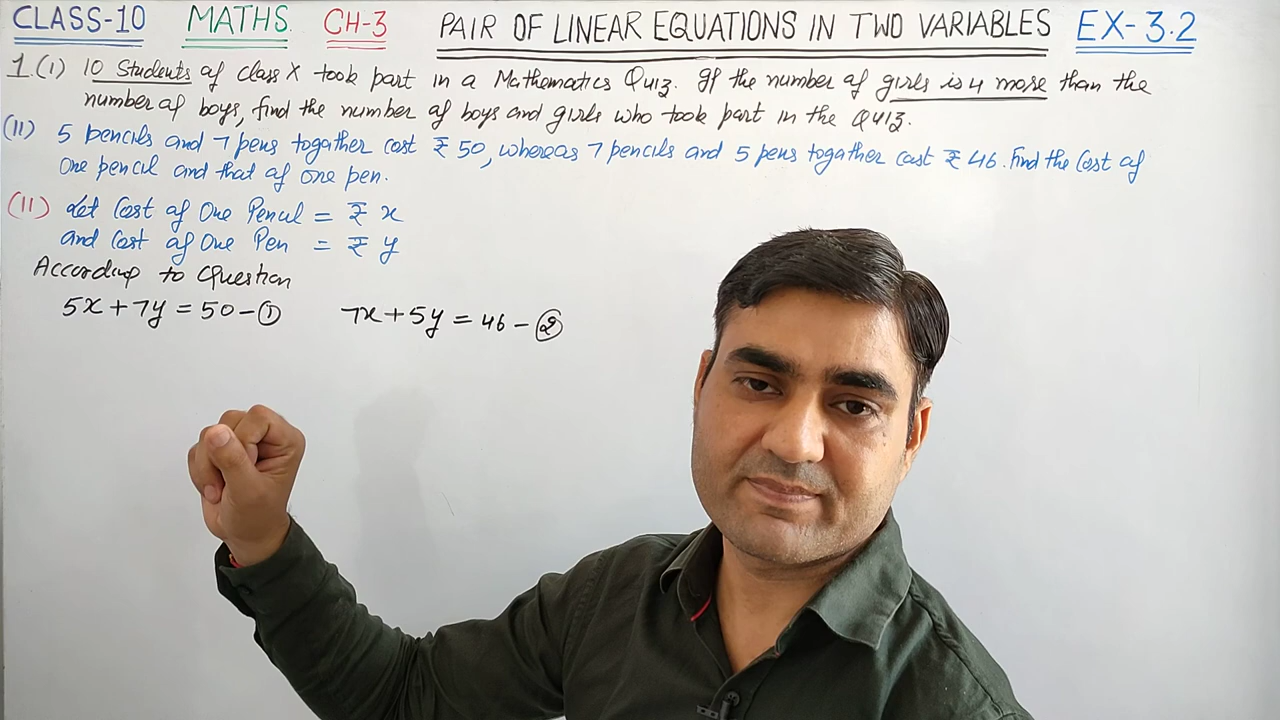 CLASS-10 MATHS CH-3 PAIR OF LINEAR EQUATIONS IN TWO VARIABLES EX-3.2
1.(i) 10 Students of class X took part in a Mathematics Quiz. If the number of girls is 4 more than the
number of boys, find the number of boys and girls who took part in the Quiz.
(II) 5 pencils and 7 pens togather cost ₹ 50, whereas 7 pencils and 5 pens togather cost ₹ 46. Find the Cost of
One pencil and that of one pen.
(II) Let Cost of One Pencil = ₹ x
and Cost of One Pen = ₹ y
According to Question
5x + 7y = 50 - ① 7x + 5y = 46 - ②